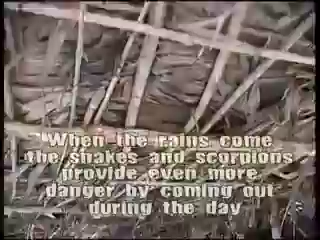 When the rains come
the snakes and scorpions
provide even more
danger by coming out
during the day